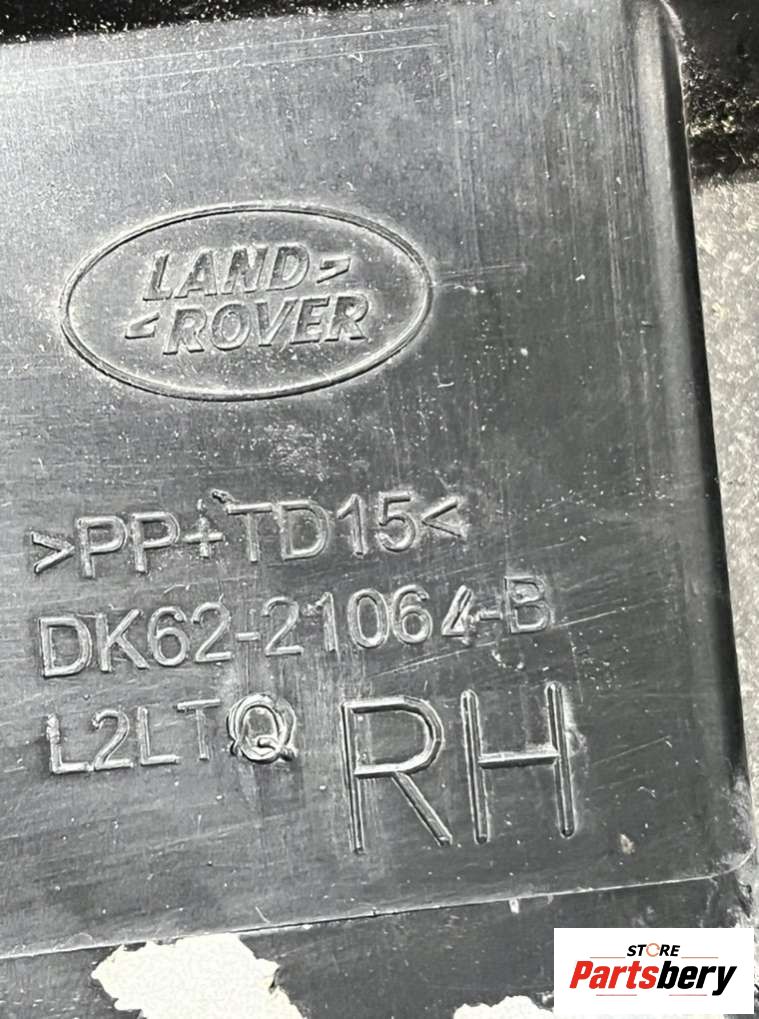 LAND
ROVER
>PP+TD15<
DK62-21064-B
L2LTQ RH
STORE
Partsbery